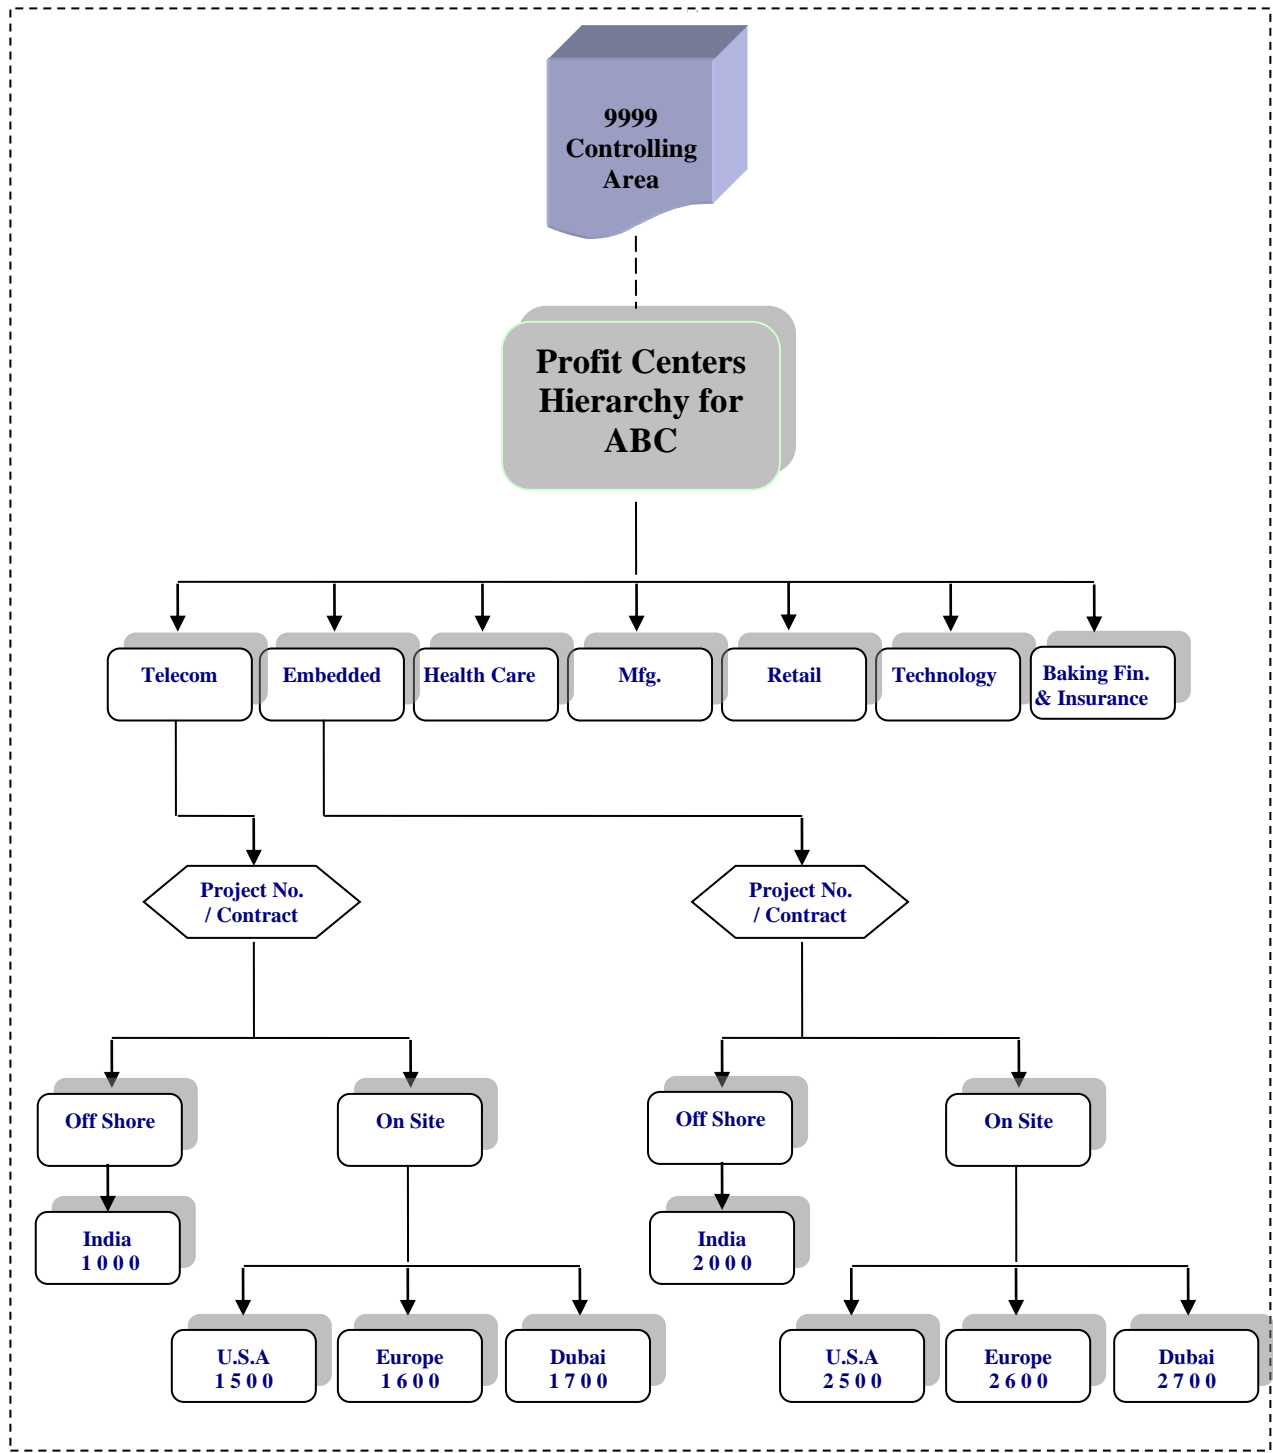 9999
Controlling
Area
Profit Centers
Hierarchy for
ABC
Telecom
Embedded
Health Care
Mfg.
Retail
Technology
Baking Fin.
& Insurance
Project No.
/ Contract
Project No.
/ Contract
Off Shore
On Site
Off Shore
On Site
India
1 0 0 0
India
2 0 0 0
U.S.A
1 5 0 0
Europe
1 6 0 0
Dubai
1 7 0 0
U.S.A
2 5 0 0
Europe
2 6 0 0
Dubai
2 7 0 0